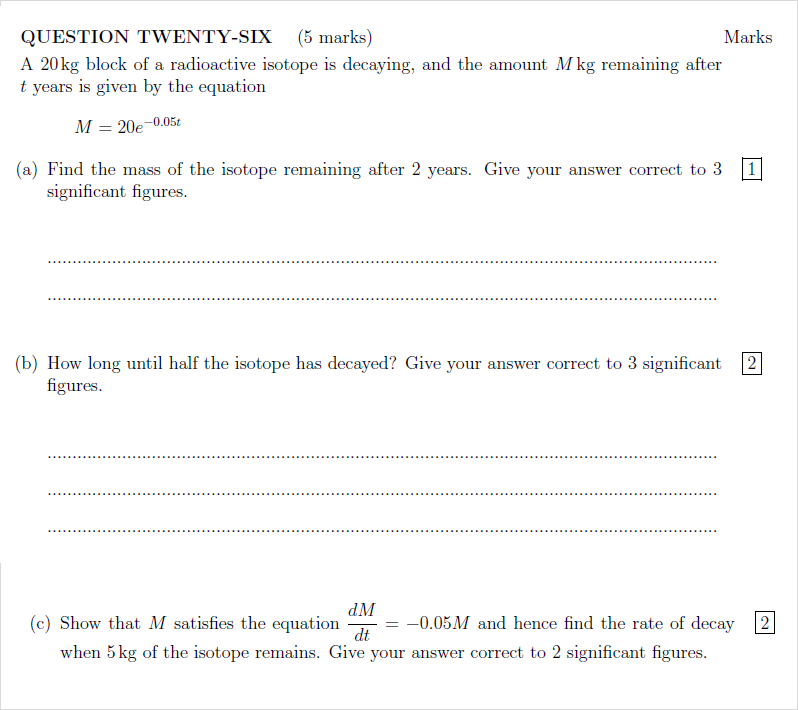 QUESTION TWENTY-SIX (5 marks) Marks
A 20 kg block of a radioactive isotope is decaying, and the amount M kg remaining after
t years is given by the equation
M = 20e^{−0.05t}
(a) Find the mass of the isotope remaining after 2 years. Give your answer correct to 3 1
significant figures.
(b) How long until half the isotope has decayed? Give your answer correct to 3 significant 2
figures.
(c) Show that M satisfies the equation dM/dt = −0.05M and hence find the rate of decay 2
when 5 kg of the isotope remains. Give your answer correct to 2 significant figures.